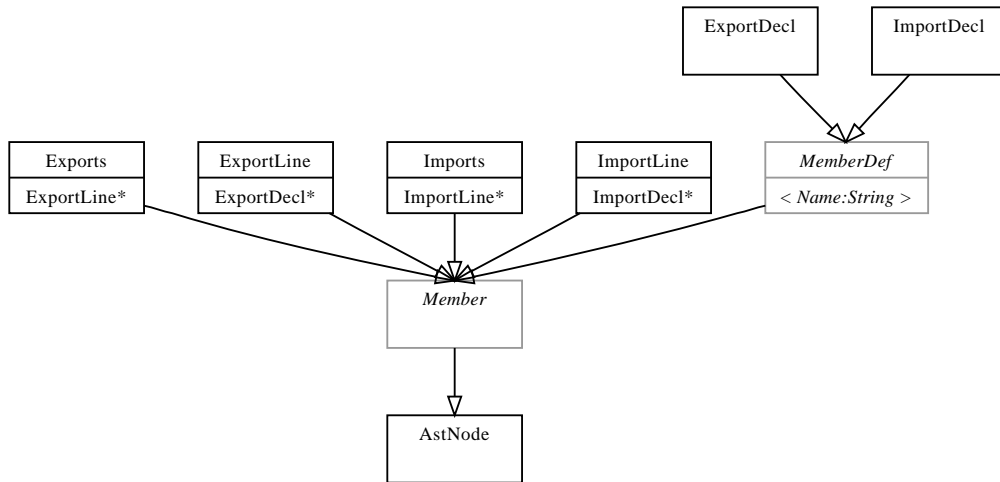 ExportDecl
ImportDecl
Exports
ExportLine*
ExportLine
ExportDecl*
Imports
ImportLine*
ImportLine
ImportDecl*
MemberDef
< Name:String >
Member
AstNode